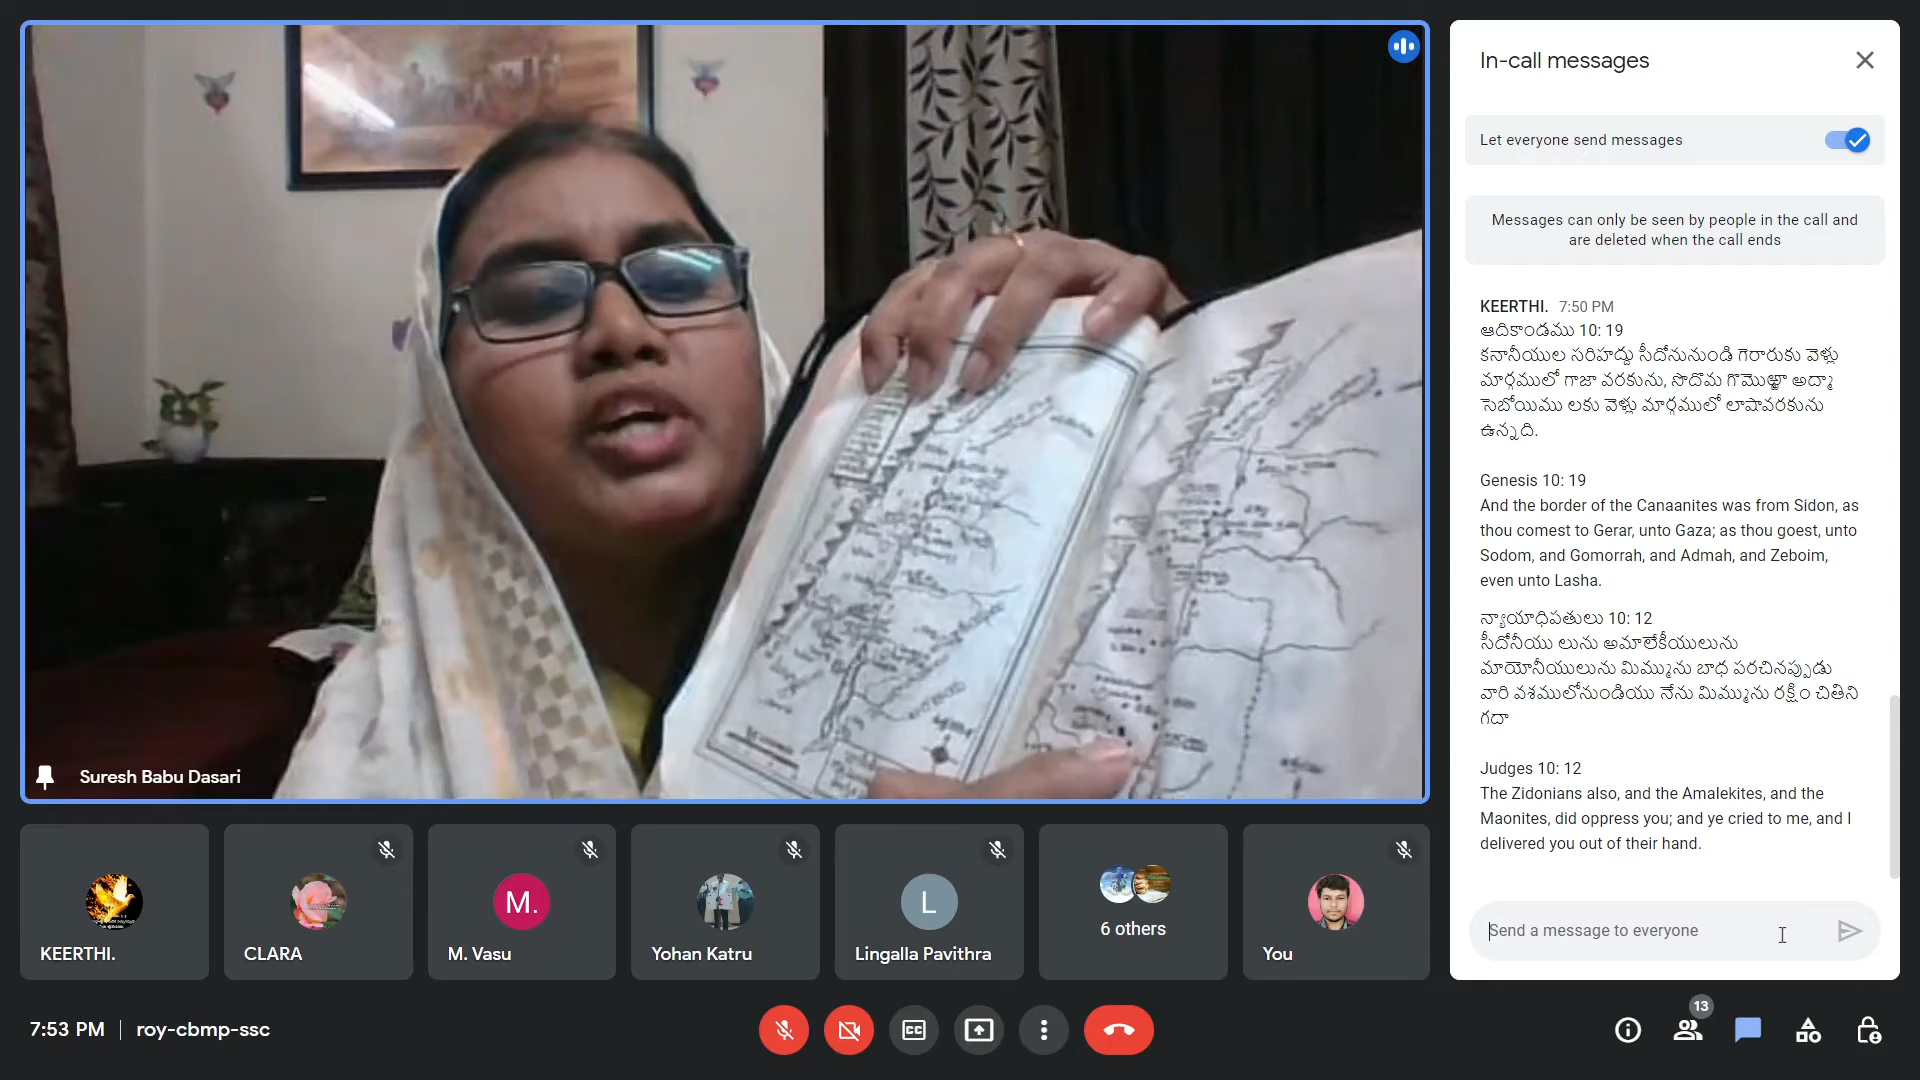 In-call messages
Let everyone send messages
Messages can only be seen by people in the call and
are deleted when the call ends
KEERTHI. 7:50 PM
ఆదికాండము 10: 19
కనానీయుల సరిహద్దు సీదోనునుండి గెరారుకు వెళ్లు
మార్గములో గాజా వరకును, సొదొమ గొమొఱ్ఱా అద్మా
సెబోయిము లకు వెళ్లు మార్గములో లాషావరకును
ఉన్నది.
Genesis 10: 19
And the border of the Canaanites was from Sidon, as
thou comest to Gerar, unto Gaza; as thou goest, unto
Sodom, and Gomorrah, and Admah, and Zeboim,
even unto Lasha.
న్యాయాధిపతులు 10: 12
సీదోనీయు లును అమాలేకీయులును
మాయోనీయులును మిమ్మును బాధ పరచినప్పుడు
వారి వశములోనుండియు నేను మిమ్మును రక్షిం చితిని
గదా
Judges 10: 12
The Zidonians also, and the Amalekites, and the
Maonites, did oppress you; and ye cried to me, and I
delivered you out of their hand.
Send a message to everyone
Suresh Babu Dasari
KEERTHI.
CLARA
M.
M. Vasu
Yohan Katru
L
Lingalla Pavithra
6 others
You
7:53 PM | roy-cbmp-ssc
CC
13